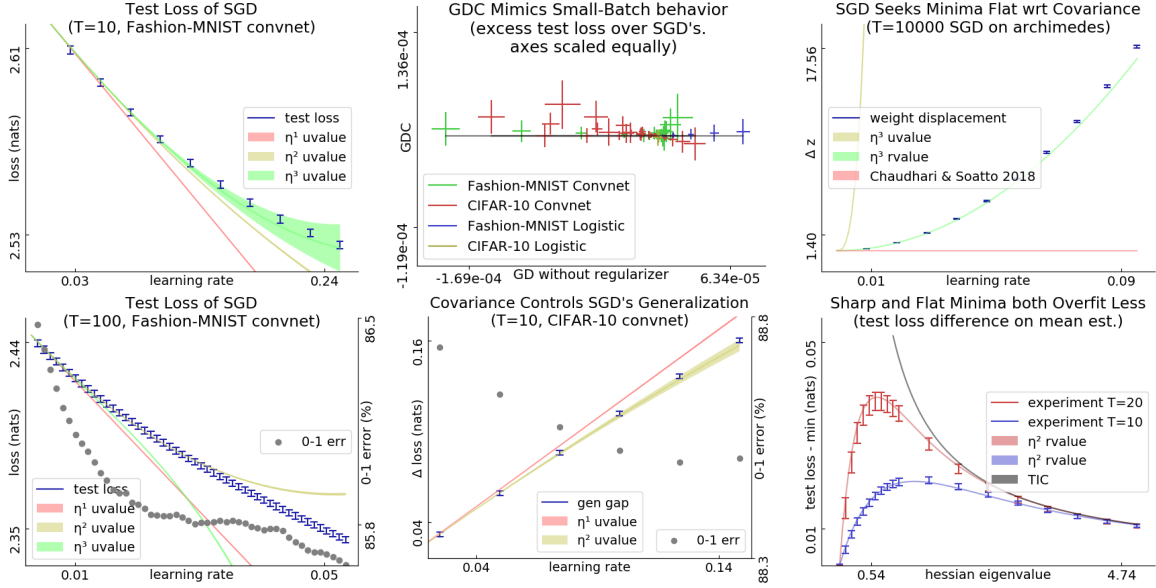 Test Loss of SGD
(T=10, Fashion-MNIST convnet)
2.61
loss (nats)
2.53
test loss
η¹ uvalue
η² uvalue
η³ uvalue
0.03
learning rate
0.24
GDC Mimics Small-Batch behavior
(excess test loss over SGD's.
axes scaled equally)
1.36e-04
GDC
-1.19e-04
Fashion-MNIST Convnet
CIFAR-10 Convnet
Fashion-MNIST Logistic
CIFAR-10 Logistic
-1.69e-04
GD without regularizer
6.34e-05
SGD Seeks Minima Flat wrt Covariance
(T=10000 SGD on archimedes)
17.56
Δ z
1.40
weight displacement
η³ uvalue
η³ rvalue
Chaudhari & Soatto 2018
0.01
learning rate
0.09
Test Loss of SGD
(T=100, Fashion-MNIST convnet)
2.44
loss (nats)
2.35
86.5
0-1 error (%)
85.8
0-1 err
test loss
η¹ uvalue
η² uvalue
η³ uvalue
0.01
learning rate
0.05
Covariance Controls SGD's Generalization
(T=10, CIFAR-10 convnet)
0.16
Δ loss (nats)
0.04
88.8
0-1 error (%)
88.3
gen gap
η¹ uvalue
η² uvalue
0-1 err
0.04
learning rate
0.14
Sharp and Flat Minima both Overfit Less
(test loss difference on mean est.)
0.05
test loss - min (nats)
0.01
experiment T=20
experiment T=10
η² rvalue
η² rvalue
TIC
0.54
hessian eigenvalue
4.74